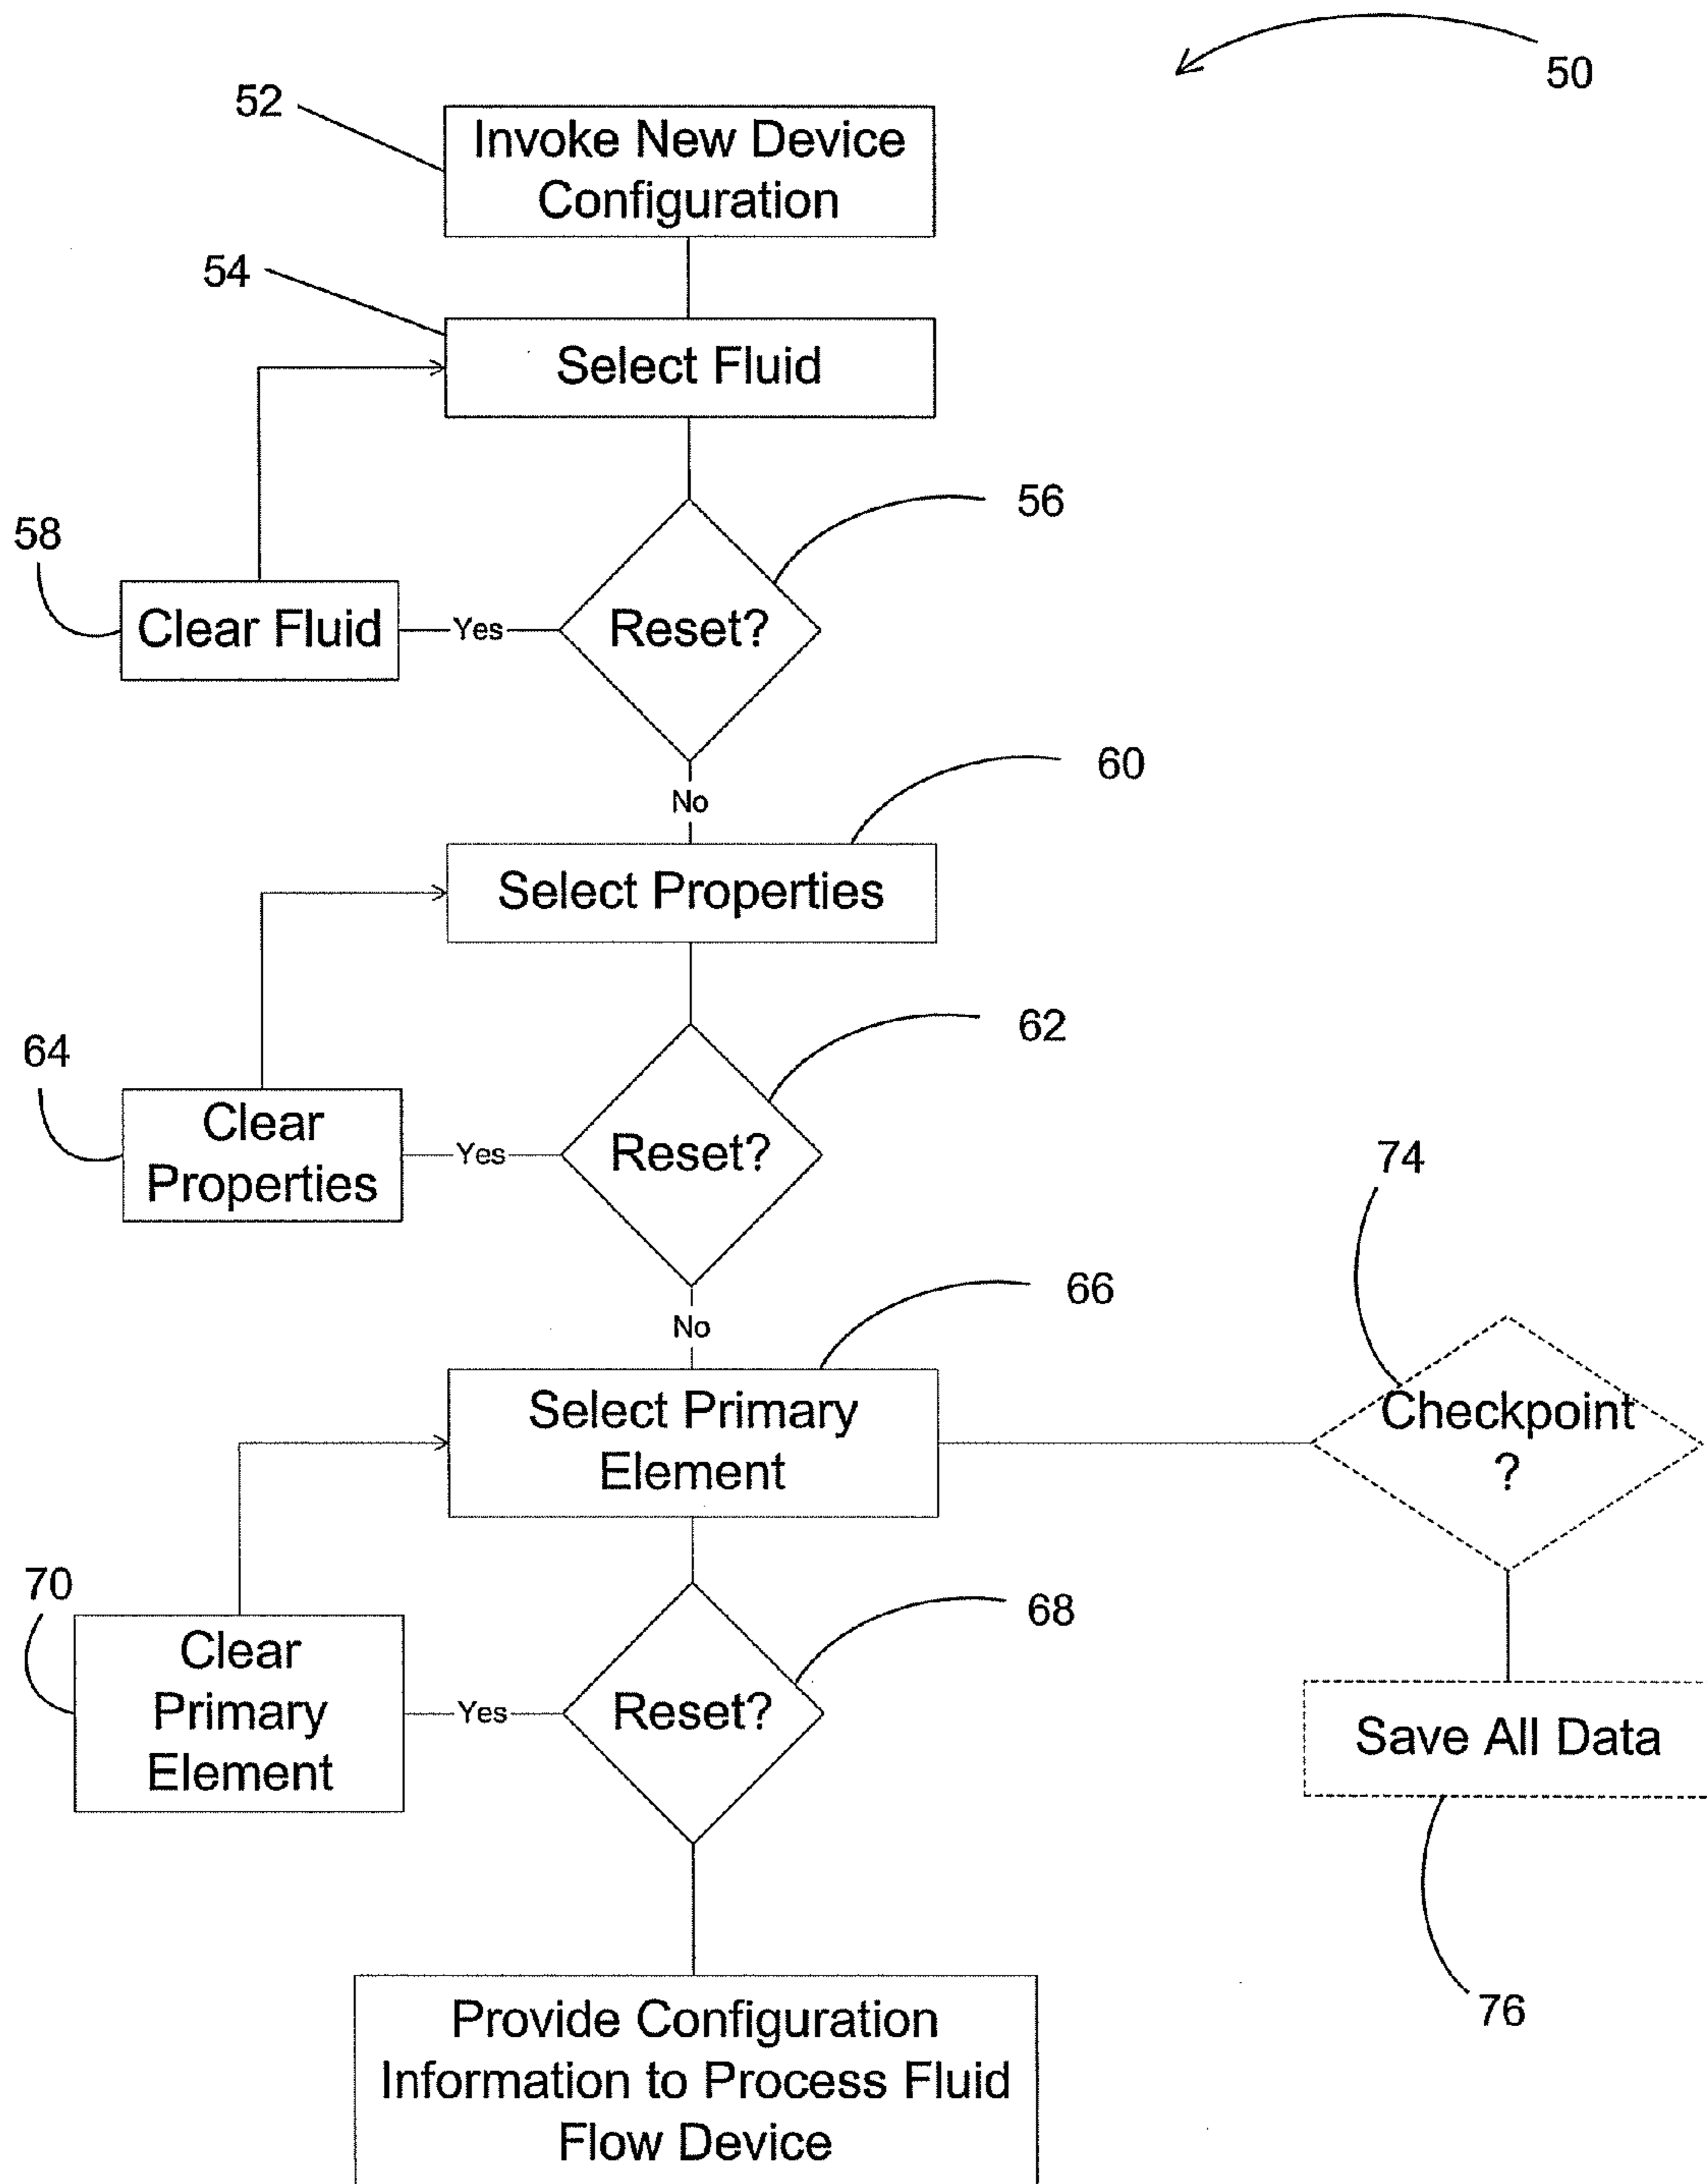 50
52
Invoke New Device
Configuration
54
Select Fluid
56
58
Clear Fluid
Yes
Reset?
No
60
Select Properties
62
64
Clear
Properties
Yes
Reset?
No
66
74
Select Primary
Element
Checkpoint
?
70
68
Clear
Primary
Element
Yes
Reset?
Save All Data
76
Provide Configuration
Information to Process Fluid
Flow Device